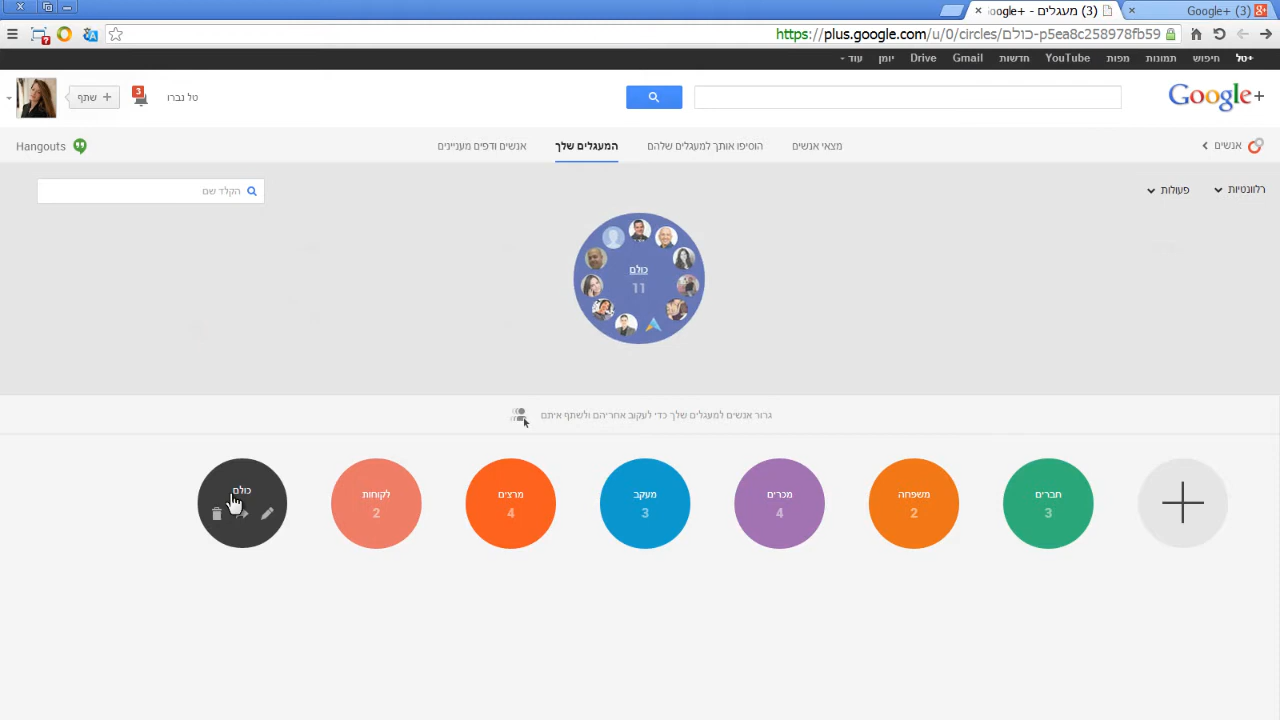 Google+ (3)
(3) מעגלים - Google+
https://plus.google.com/u/0/circles/כולם-p5ea8c258978fb59
+טל חיפוש תמונות מפות YouTube חדשות Gmail Drive יומן עוד
Google+
טל נברו
3
+ שתף
אנשים
מצאי אנשים
הוסיפו אותך למעגלים שלהם
המעגלים שלך
אנשים ודפים מעניינים
Hangouts
רלוונטיות
פעולות
הקלד שם
כולם
11
גרור אנשים למעגלים שלך כדי לעקוב אחריהם ולשתף איתם
חברים
3
משפחה
2
מכרים
4
מעקב
3
מרצים
4
לקוחות
2
כולם